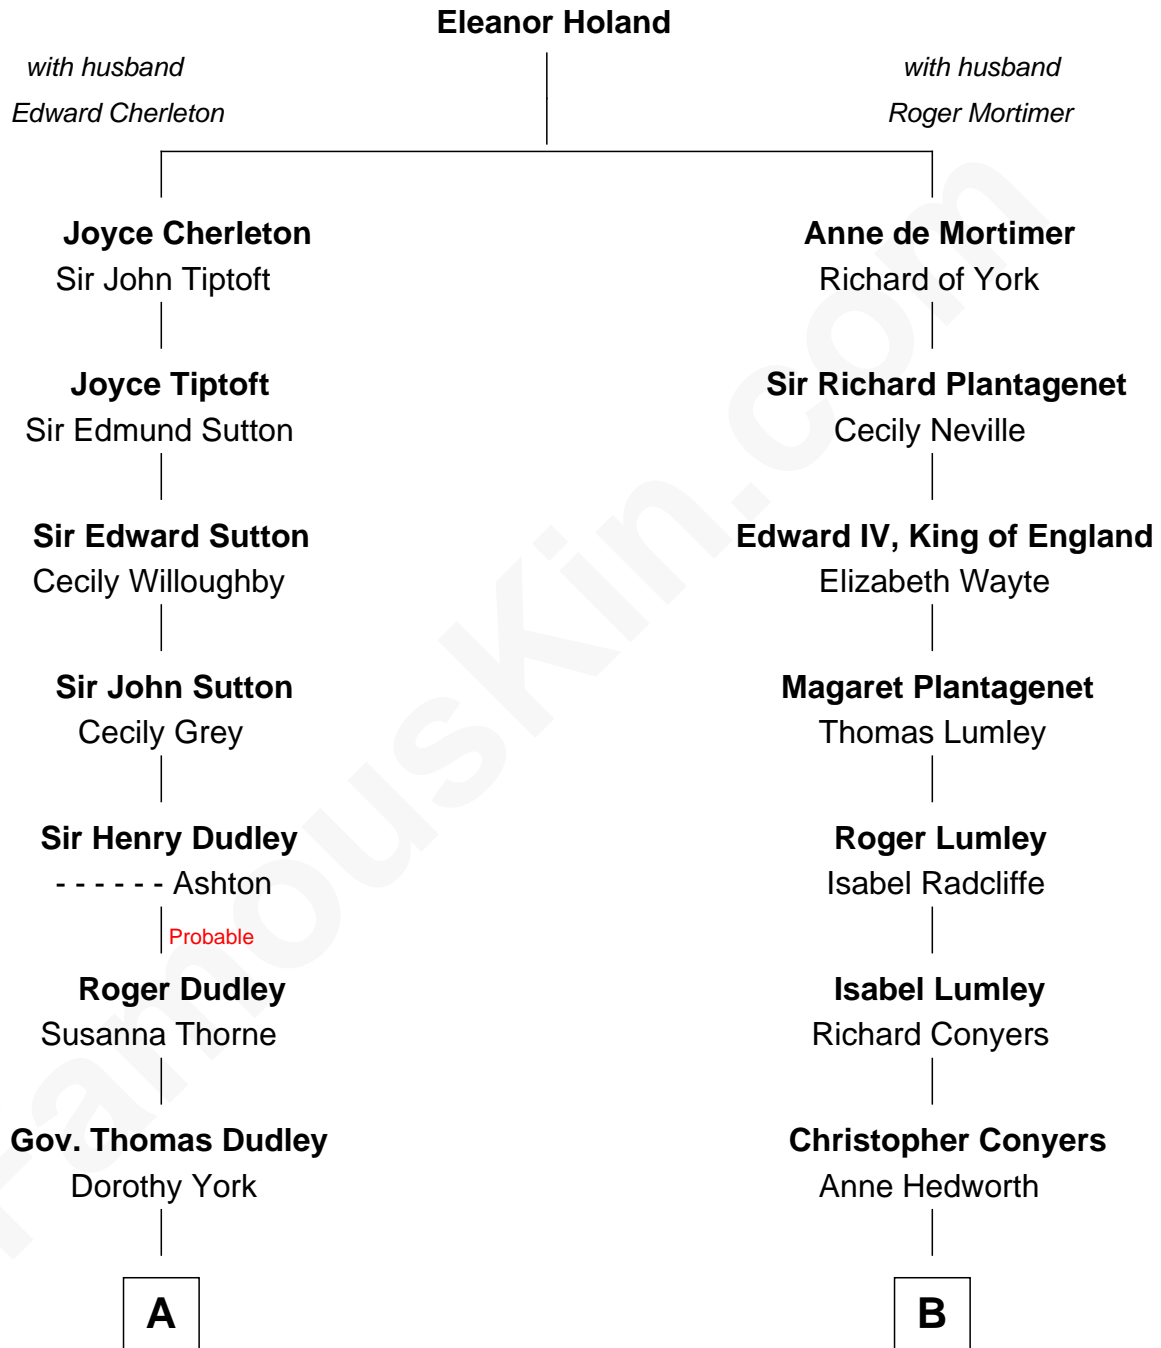 Eleanor Holand
with husband
Edward Cherleton
with husband
Roger Mortimer
Joyce Cherleton
Sir John Tiptoft
Anne de Mortimer
Richard of York
Joyce Tiptoft
Sir Edmund Sutton
Sir Richard Plantagenet
Cecily Neville
Sir Edward Sutton
Cecily Willoughby
Edward IV, King of England
Elizabeth Wayte
Sir John Sutton
Cecily Grey
Magaret Plantagenet
Thomas Lumley
Sir Henry Dudley
- - - - - - Ashton
Roger Lumley
Isabel Radcliffe
Probable
Roger Dudley
Susanna Thorne
Isabel Lumley
Richard Conyers
Gov. Thomas Dudley
Dorothy York
Christopher Conyers
Anne Hedworth
A
B
FamousKin.com